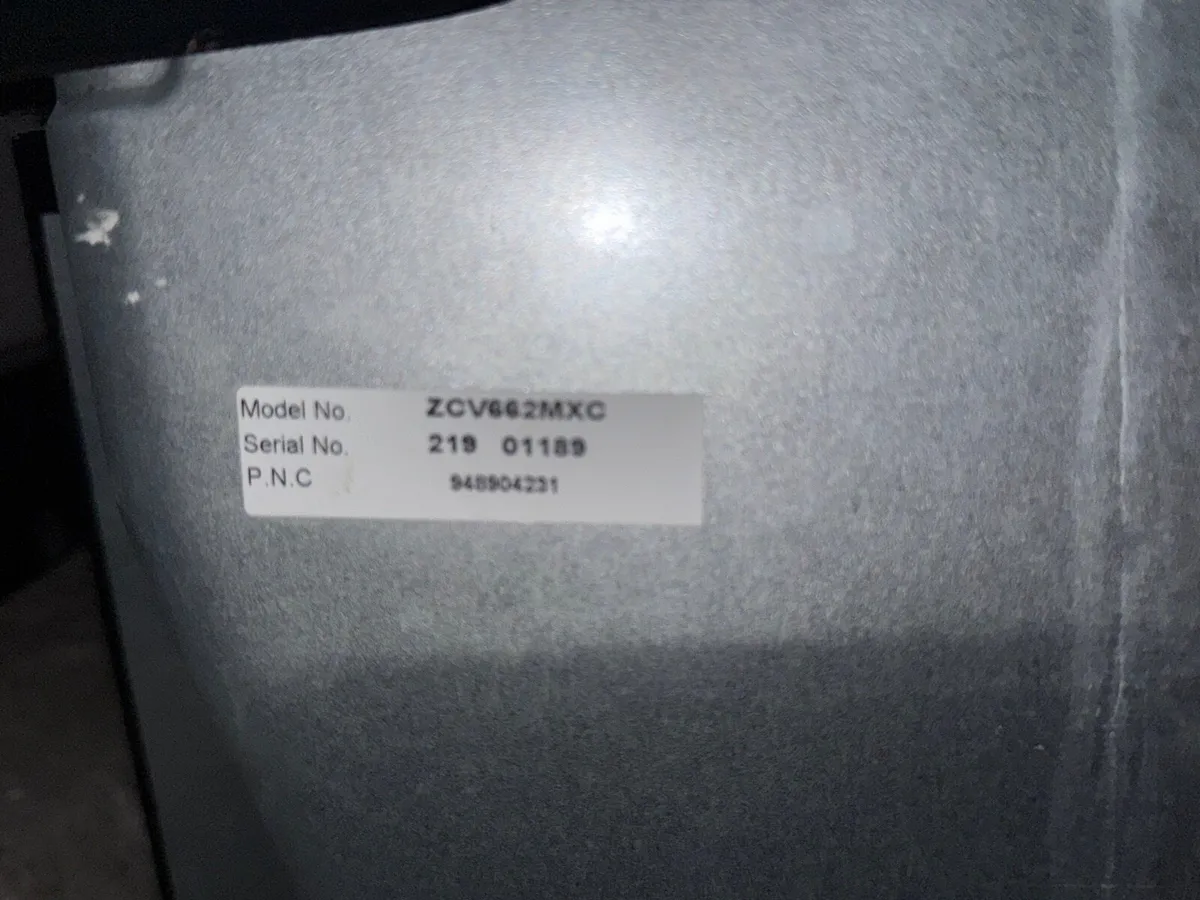 Model No. ZCV662MXC
Serial No. 219 01189
P.N.C 948904231